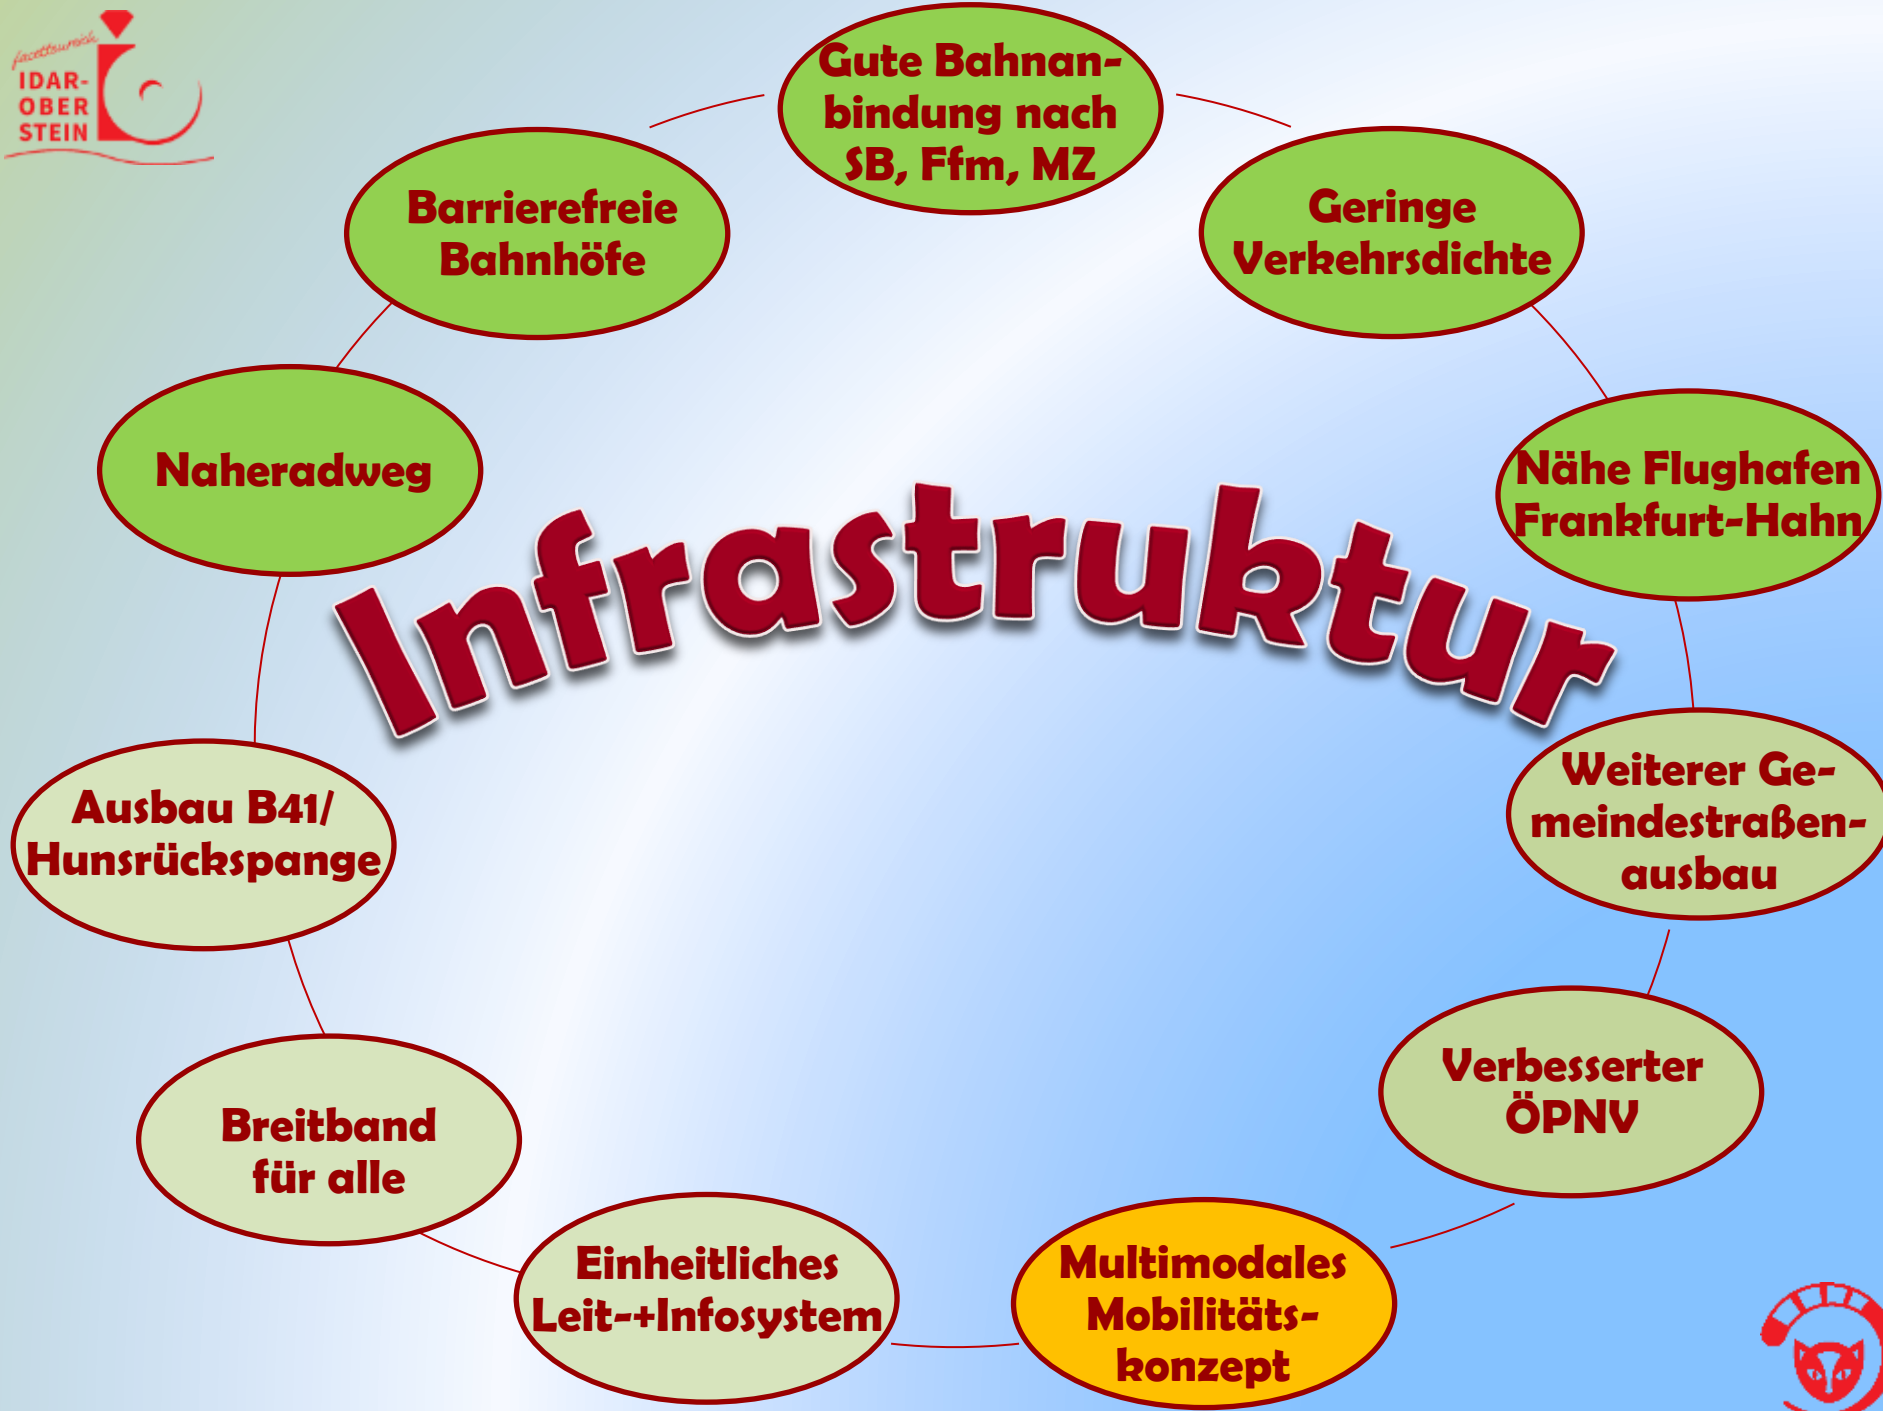 facettenreich
IDAR-
OBER
STEIN
Gute Bahnan-
bindung nach
SB, Ffm, MZ
Geringe
Verkehrsdichte
Nähe Flughafen
Frankfurt-Hahn
Weiterer Ge-
meindestraßen-
ausbau
Verbesserter
ÖPNV
Multimodales
Mobilitäts-
konzept
Einheitliches
Leit-+Infosystem
Breitband
für alle
Ausbau B41/
Hunsrückspange
Naheradweg
Barrierefreie
Bahnhöfe
Infrastruktur